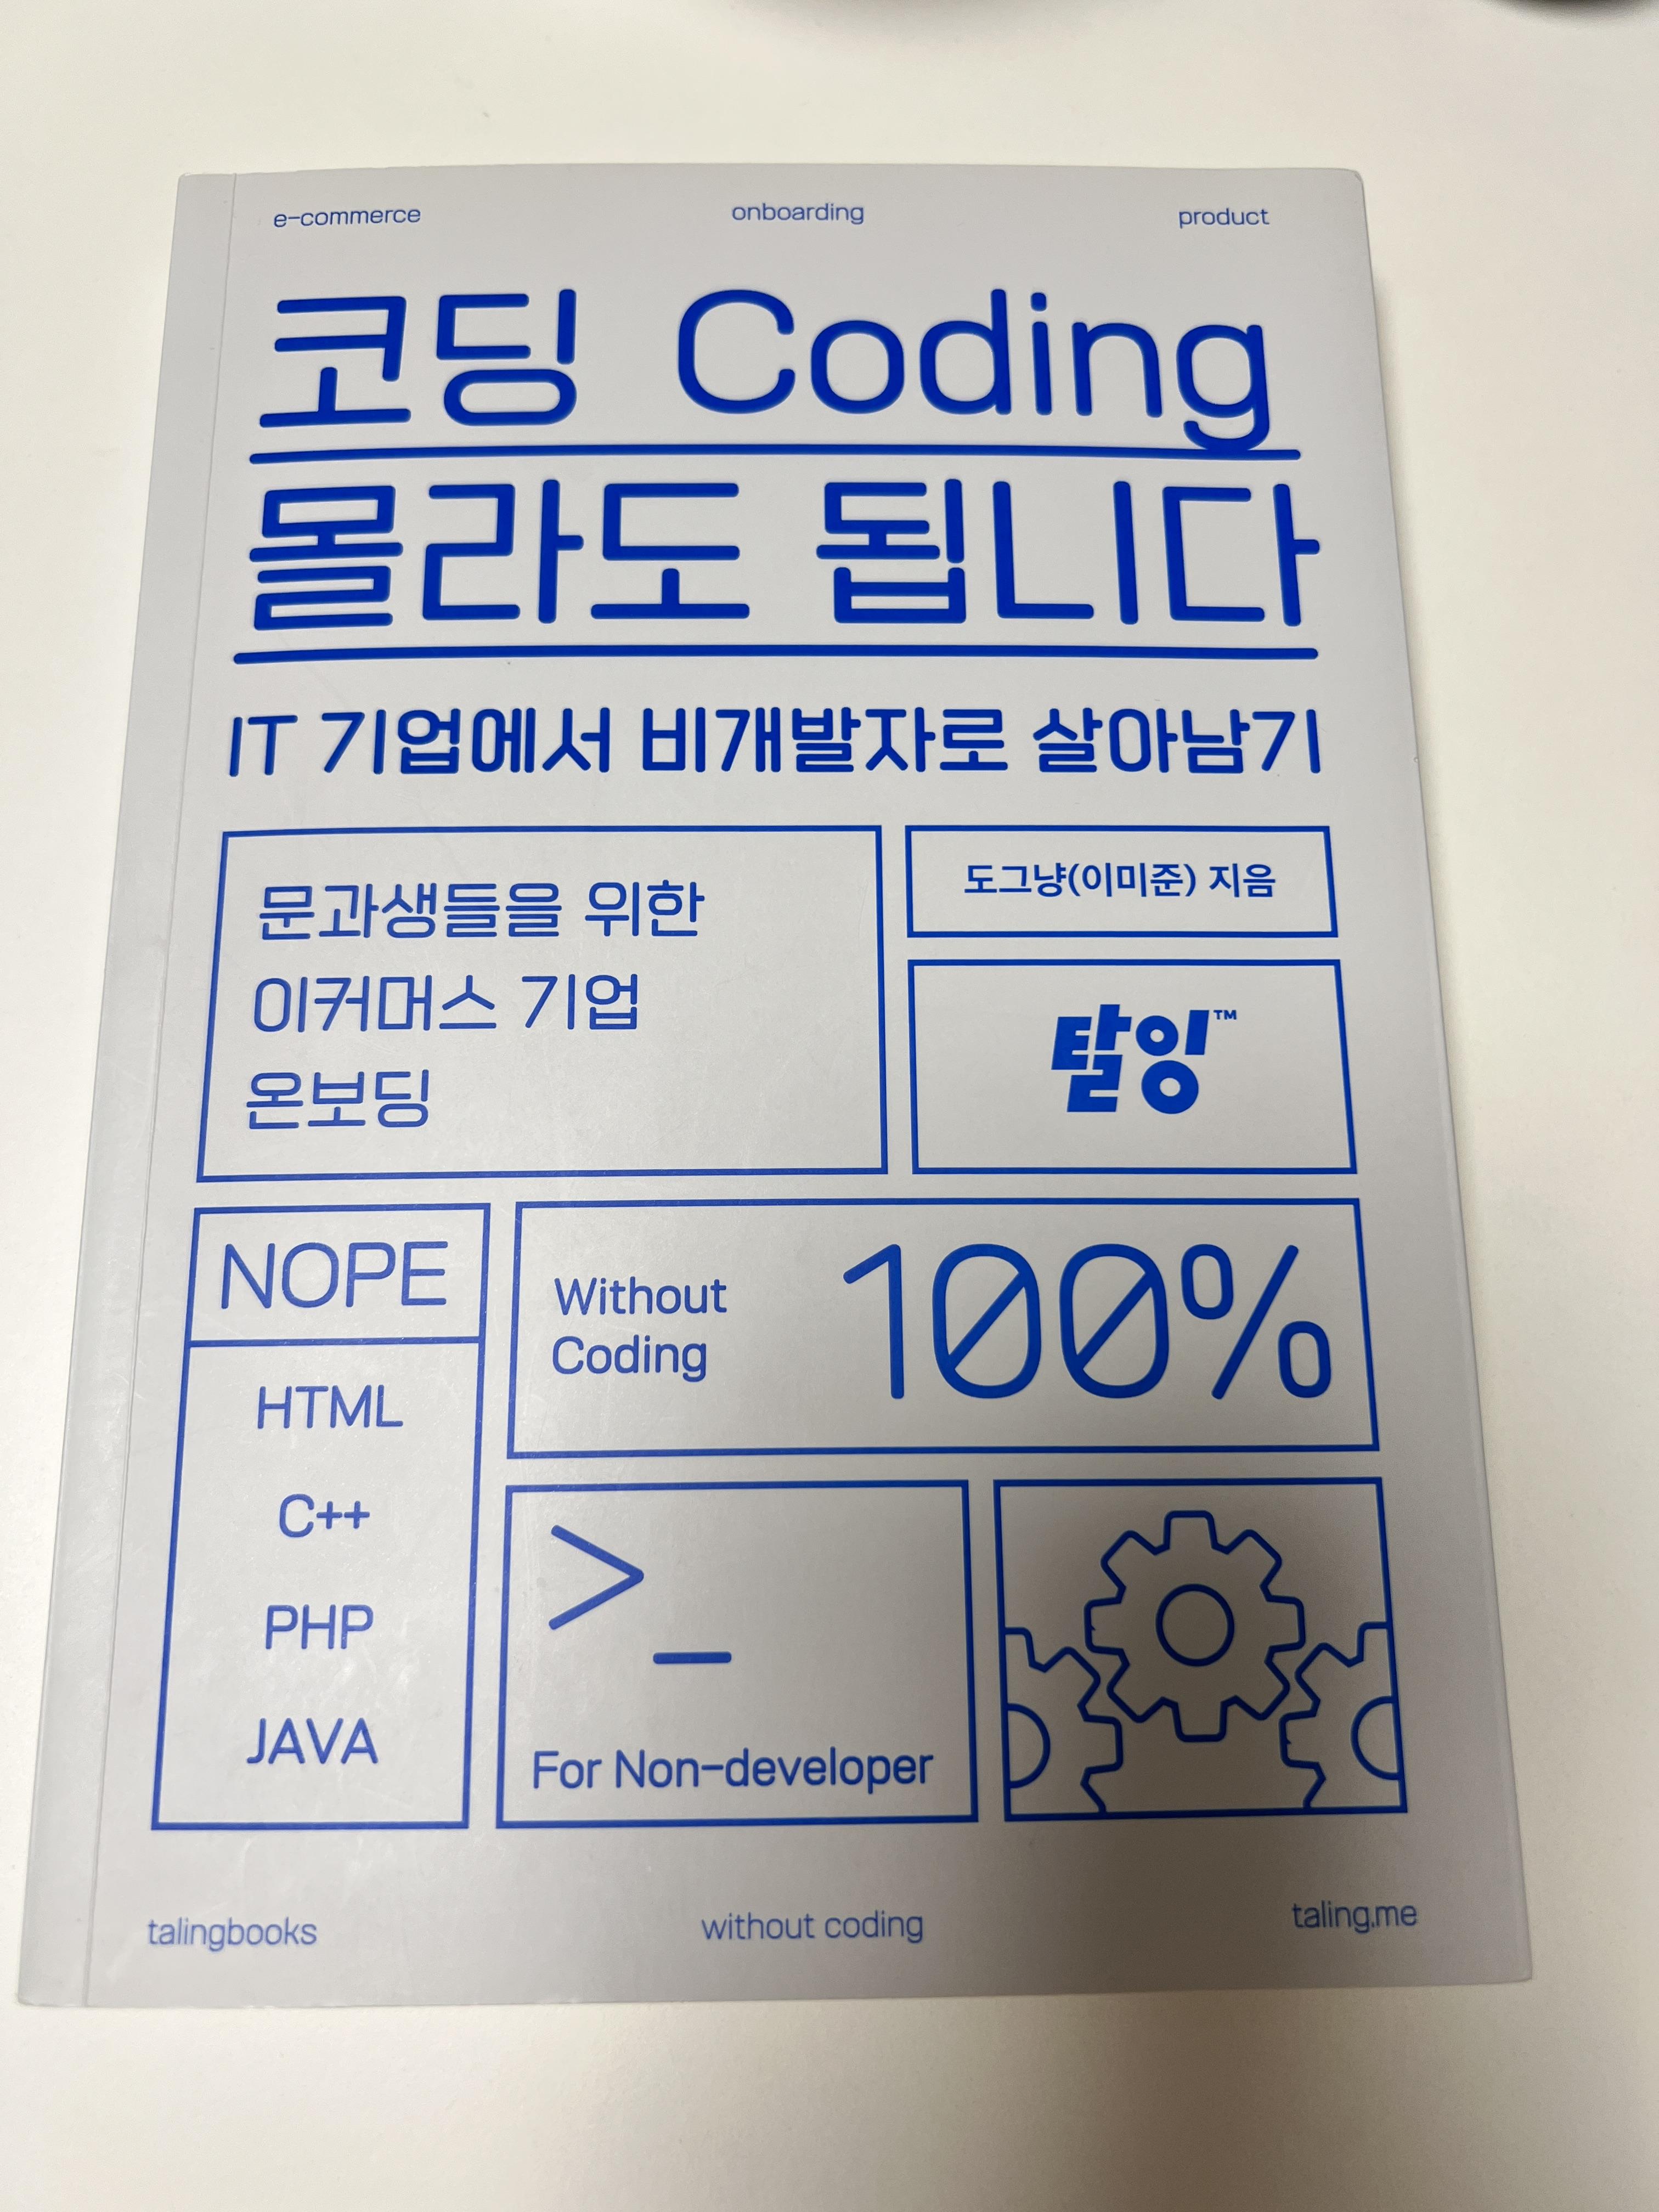 e-commerce onboarding product
코딩 Coding
몰라도 됩니다
IT 기업에서 비개발자로 살아남기
문과생들을 위한
이커머스 기업
온보딩
도그냥(이미준) 지음
탈잉™
NOPE
HTML
C++
PHP
JAVA
Without
Coding
100%
>_
For Non-developer
talingbooks without coding taling.me